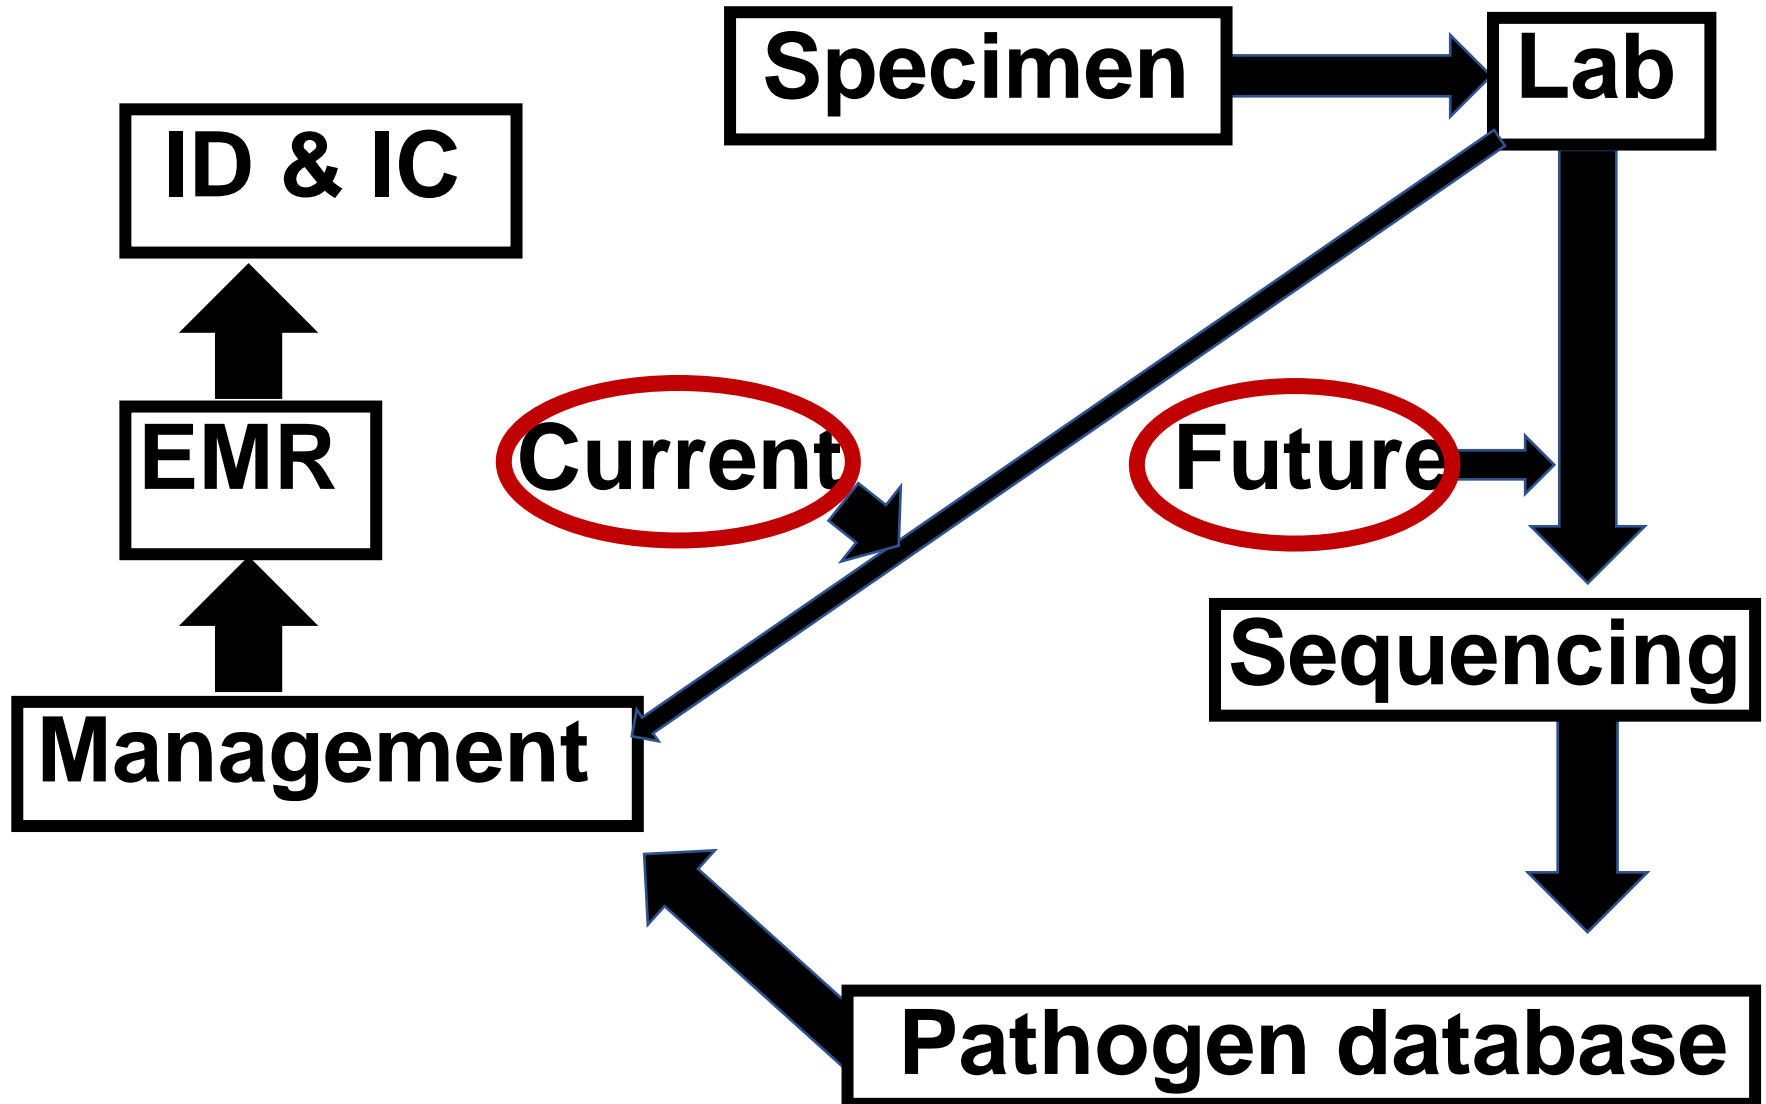 Specimen
Lab
ID & IC
EMR
Current
Future
Sequencing
Management
Pathogen database